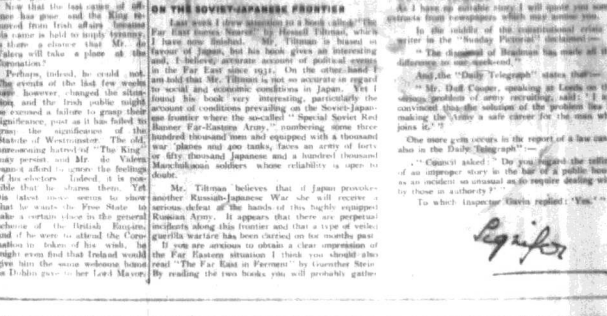 Now that the last cause of
ence has gone and the King re-
moved from Irish affairs because
his name is held to imply tyranny,
is there a chance that Mr. de
Valera will take a place at the
Coronation?
Perhaps, indeed, he could not.
The events of the last few weeks
have however, changed the situa-
tion, and the Irish public might
be excused a failure to grasp their
significance, just as it has failed to
grasp the significance of the
Statute of Westminster. The old,
unreasoning hatred of "The King"
may persist and Mr. de Valera
cannot afford to ignore the feelings
of his electors. Indeed, it is pos-
sible that he shares them. Yet
his latest move seems to show
that he wants the Free State to
take a certain place in the general
scheme of the British Empire,
and if he were to attend the Coro-
nation in token of his wish, he
might even find that Ireland would
give him the same welcome home
as Dublin gave to her Lord Mayor.
ON THE SOVIET-JAPANESE FRONTIER
Last week I drew attention to a book called "The
Far East Comes Nearer," by Hessell Tiltman, which
I have now finished. Mr. Tiltman is biased in
favour of Japan, but his book gives an interesting
and, I believe, accurate account of political events
in the Far East since 1931. On the other hand I
am told that Mr. Tiltman is not so accurate in regard
to social and economic conditions in Japan. Yet I
found his book very interesting, particularly the
account of conditions prevailing on the Soviet-Japan-
ese frontier where the so-called "Special Soviet Red
Banner Far-Eastern Army," numbering some three
hundred thousand men and equipped with a thousand
war 'planes and 400 tanks, faces an army of forty
or fifty thousand Japanese and a hundred thousand
Manchukuoan soldiers whose reliability is open to
doubt.
Mr. Tiltman believes that if Japan provokes
another Russian-Japanese War she will receive a
serious defeat at the hands of this highly equipped
Russian Army. It appears that there are perpetual
incidents along this frontier and that a type of
guerilla warfare has been carried on for months past.
If you are anxious to obtain a clear impression of
the Far Eastern situation I think you should also
read "The Far East in Ferment" by Guenther Stein.
By reading the two books you will probably gathe-
As I have no suitable story I will quote you some
extracts from newspapers which may amuse you.
In the middle of the constitutional crisis
writer in the "Sunday Pictorial" declaimed:—
"The dismissal of Bradman has made all the
difference to our week-end."
And the "Daily Telegraph" states that:—
"Mr. Duff Cooper, speaking at Leeds on the
serious problem of army recruiting, said: 'I am
convinced that the solution of the problem lies in
making the Army a safe career for the man who
joins it.'"
One more gem occurs in the report of a law case
also in the "Daily Telegraph":—
"Council asked: 'Do you regard the telling
of an improper story in the bar of a public house
as an incident so unusual as to require dealing with
by those in authority?'
To which Inspector Gavin replied: 'Yes.'"